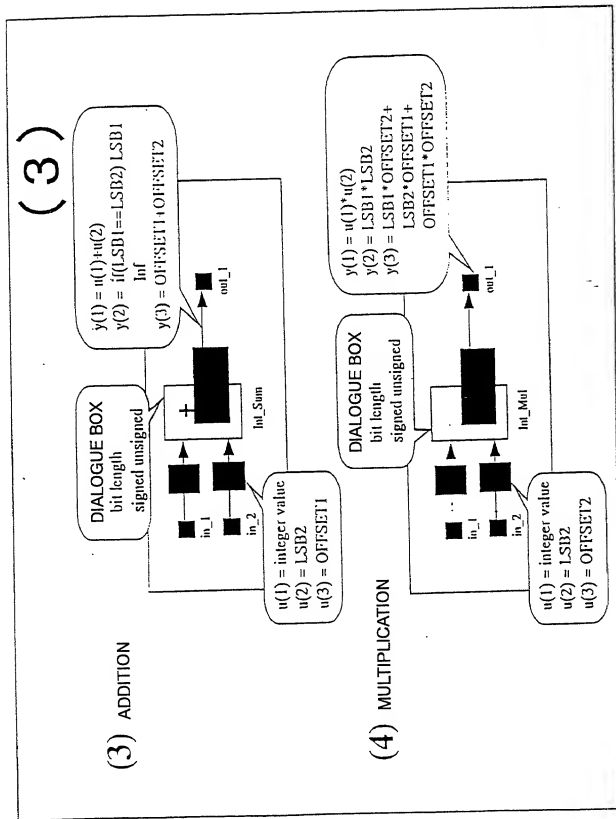 (3)
(3) ADDITION
DIALOGUE BOX
bit length
signed unsigned
y(1) = u(1)+u(2)
y(2) = if(LSB1==LSB2) LSB1
Inf
y(3) = OFFSET1+OFFSET2
+
in_1
in_2
Int_Sum
out_1
u(1) = integer value
u(2) = LSB2
u(3) = OFFSET1
(4) MULTIPLICATION
DIALOGUE BOX
bit length
signed unsigned
y(1) = u(1)*u(2)
y(2) = LSB1*LSB2
y(3) = LSB1*OFFSET2+
LSB2*OFFSET1+
OFFSET1*OFFSET2
in_1
in_2
Int_Mul
out_1
u(1) = integer value
u(2) = LSB2
u(3) = OFFSET2